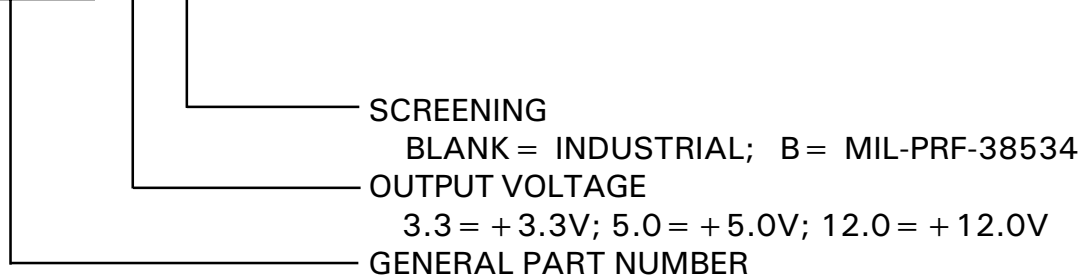 SCREENING
BLANK = INDUSTRIAL; B = MIL-PRF-38534
OUTPUT VOLTAGE
3.3 = +3.3V; 5.0 = +5.0V; 12.0 = +12.0V
GENERAL PART NUMBER